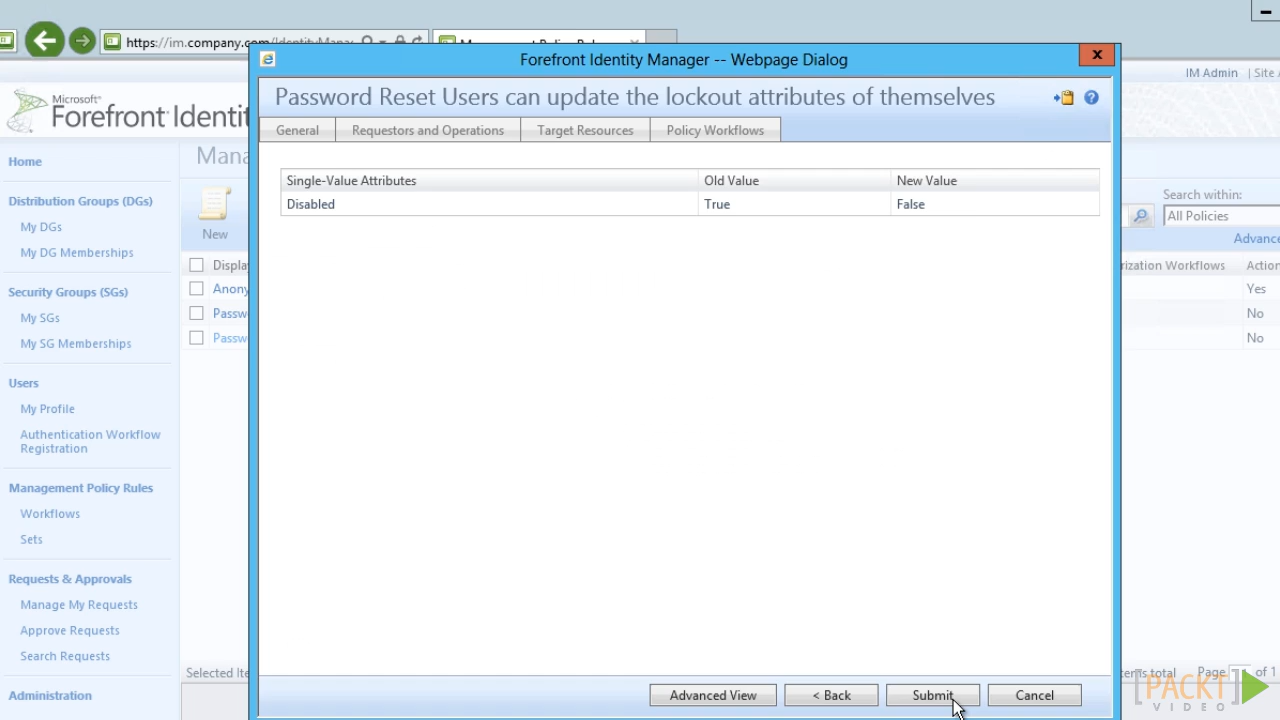 https://im.company.com/IdentityMana
Forefront Identity Manager -- Webpage Dialog
x
IM Admin | Site A
Microsoft®
Forefront Identi
Password Reset Users can update the lockout attributes of themselves
General
Requestors and Operations
Target Resources
Policy Workflows
Home
Distribution Groups (DGs)
My DGs
My DG Memberships
Security Groups (SGs)
My SGs
My SG Memberships
Users
My Profile
Authentication Workflow
Registration
Management Policy Rules
Workflows
Sets
Requests & Approvals
Manage My Requests
Approve Requests
Search Requests
Administration
Mana
New
Displa
Anony
Passw
Passw
Selected Ite
Single-Value Attributes Old Value New Value
Disabled True False
Search within:
All Policies
Advance
rization Workflows Action
Yes
No
No
Page of 1
Advanced View
< Back
Submit
Cancel
PACKT
VIDEO